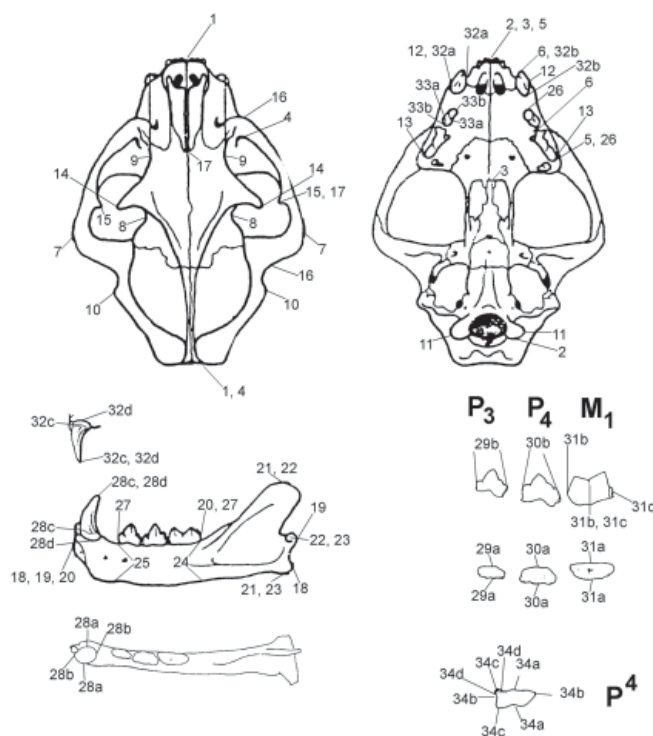 1
2, 3, 5
32a
6, 32b
12, 32a
12
32b
33a
33b
26
16
6
4
33b
33a
13
13
9
17
9
5, 26
14
14
3
15, 17
15
8
8
7
7
16
10
10
11
11
2
1, 4
32d
32c
32c, 32d
P3
P4
M1
29b
30b
31b
28c, 28d
21, 22
27
20, 27
19
31c
28c
31b, 31c
28d
22, 23
25
24
18, 19, 20
21, 23
18
29a
30a
31a
29a
30a
31a
28a
28b
28b
28a
34d
34c
34a
34d
34b
34b
P4
34c
34a